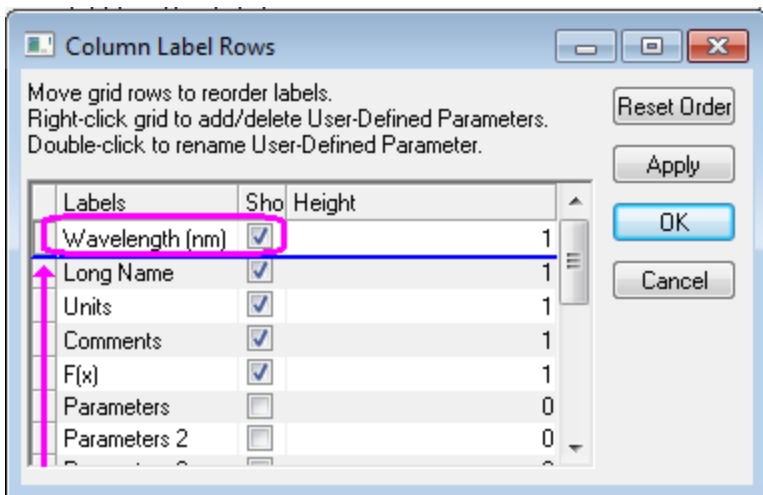 Column Label Rows
Move grid rows to reorder labels.
Right-click grid to add/delete User-Defined Parameters.
Double-click to rename User-Defined Parameter.
Reset Order
Apply
OK
Cancel
Labels Sho Height
Wavelength (nm) 1
Long Name 1
Units 1
Comments 1
F(x) 1
Parameters 0
Parameters 2 0